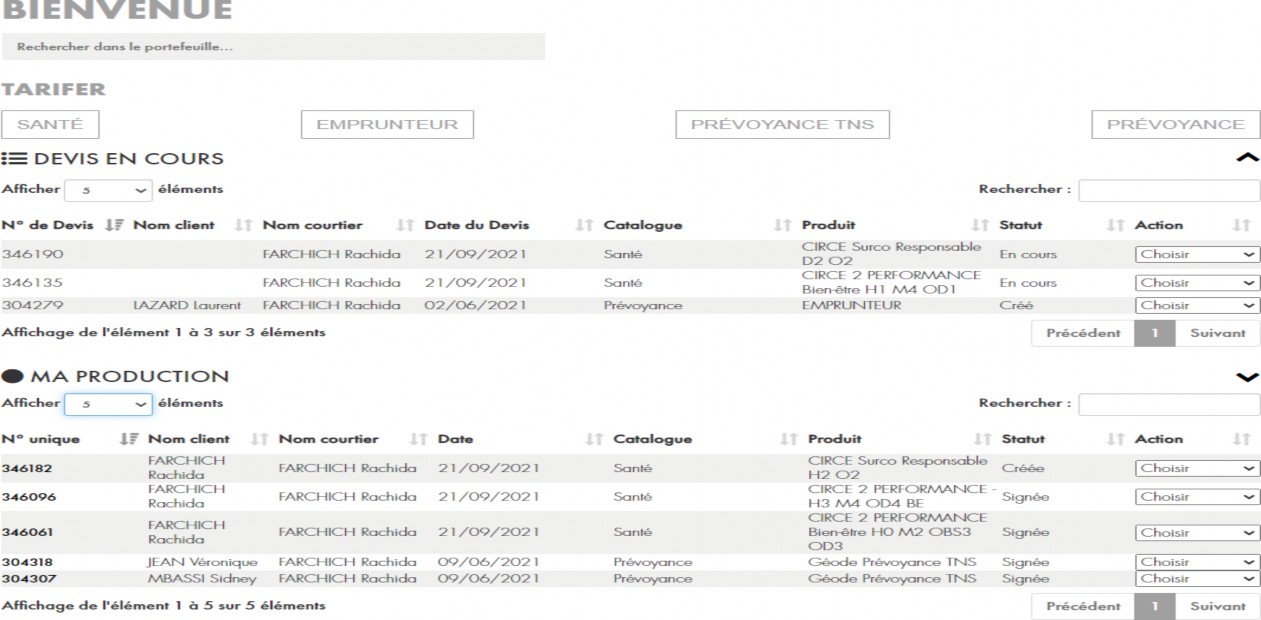 BIENVENUE
Rechercher dans le portefeuille...
TARIFER
SANTÉ EMPRUNTEUR PRÉVOYANCE TNS PRÉVOYANCE
DEVIS EN COURS
Afficher 5 éléments Rechercher :
N° de Devis Nom client Nom courtier Date du Devis Catalogue Produit Statut Action
346190 FARCHICH Rachida 21/09/2021 Santé CIRCE Surco Responsable D2 O2 En cours Choisir
346135 FARCHICH Rachida 21/09/2021 Santé CIRCE 2 PERFORMANCE Bien-être H1 M4 OD1 En cours Choisir
304279 LAZARD Laurent FARCHICH Rachida 02/06/2021 Prévoyance EMPRUNTEUR Créé Choisir
Affichage de l'élément 1 à 3 sur 3 éléments Précédent 1 Suivant
MA PRODUCTION
Afficher 5 éléments Rechercher :
N° unique Nom client Nom courtier Date Catalogue Produit Statut Action
346182 FARCHICH Rachida FARCHICH Rachida 21/09/2021 Santé CIRCE Surco Responsable H2 O2 Créée Choisir
346096 FARCHICH Rachida FARCHICH Rachida 21/09/2021 Santé CIRCE 2 PERFORMANCE - H3 M4 OD4 BE Signée Choisir
346061 FARCHICH Rachida FARCHICH Rachida 21/09/2021 Santé CIRCE 2 PERFORMANCE Bien-être H0 M2 OBS3 OD3 Signée Choisir
304318 JEAN Véronique FARCHICH Rachida 09/06/2021 Prévoyance Géode Prévoyance TNS Signée Choisir
304307 MBASSI Sidney FARCHICH Rachida 09/06/2021 Prévoyance Géode Prévoyance TNS Signée Choisir
Affichage de l'élément 1 à 5 sur 5 éléments Précédent 1 Suivant